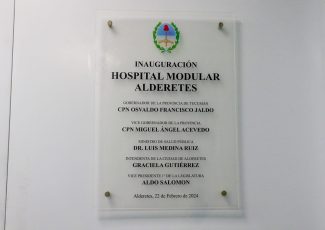 INAUGURACIÓN
HOSPITAL MODULAR
ALDERETES
GOBERNADOR DE LA PROVINCIA DE TUCUMÁN
CPN OSVALDO FRANCISCO JALDO
VICE GOBERNADOR DE LA PROVINCIA
CPN MIGUEL ÁNGEL ACEVEDO
MINISTRO DE SALUD PÚBLICA
DR. LUIS MEDINA RUIZ
INTENDENTA DE LA CIUDAD DE ALDERETES
GRACIELA GUTIÉRREZ
VICE PRESIDENTE 1º DE LA LEGISLATURA
ALDO SALOMON
Alderetes, 22 de Febrero de 2024